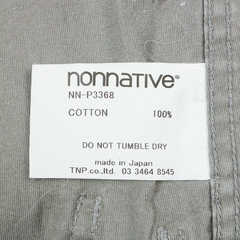 nonnative®
NN-P3368
COTTON 100%
DO NOT TUMBLE DRY
made in Japan
TNP.co.,ltd. 03 3464 8545